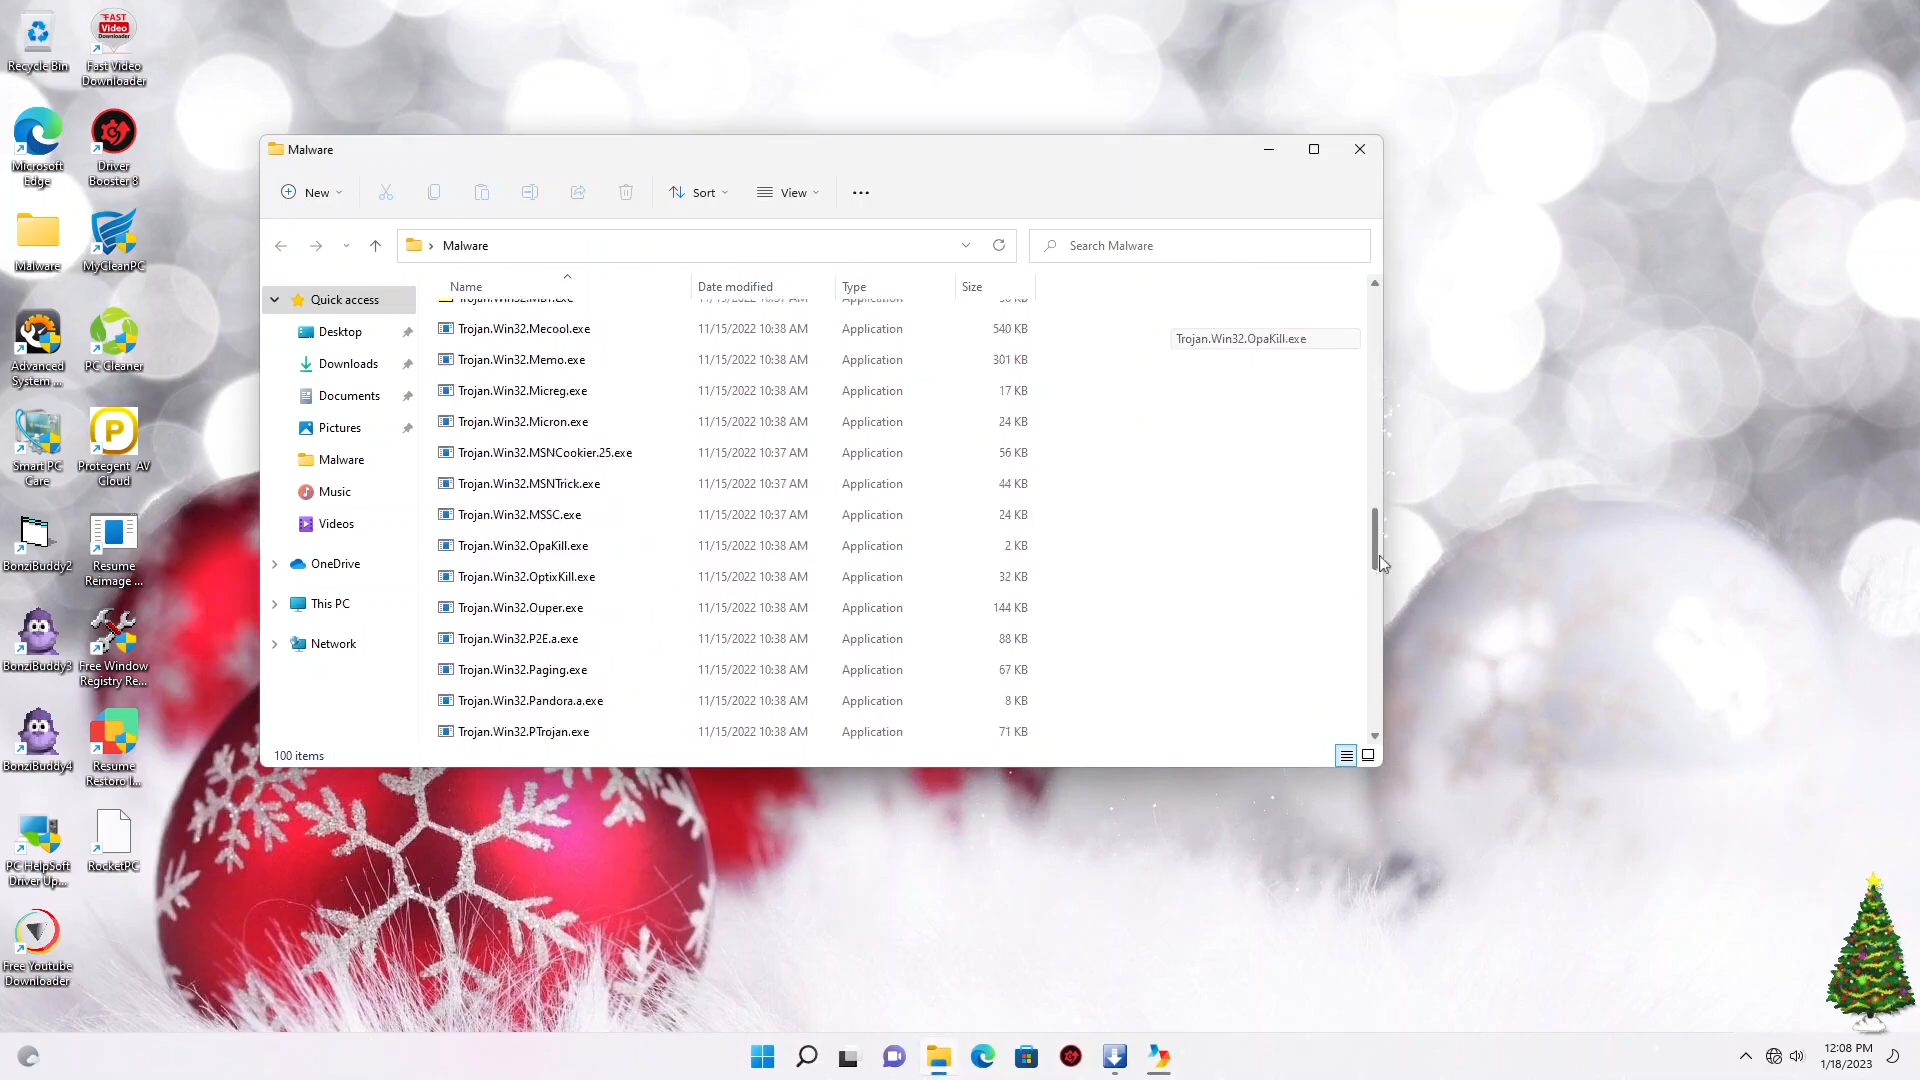 Recycle Bin
FAST
Video
Downloader
Fast Video
Downloader
Microsoft
Edge
Driver
Booster 8
Malware
MyCleanPC
Advanced
System ...
PC Cleaner
Smart PC
Care
P
Protegent AV
Cloud
BonziBuddy2
Resume
Reimage ...
BonziBuddy3
Free Window
Registry Re...
BonziBuddy4
Resume
Restoro I...
PC HelpSoft
Driver Up...
RocketPC
Free Youtube
Downloader
Malware
New
Sort
View
Malware
Search Malware
Quick access
Desktop
Downloads
Documents
Pictures
Malware
Music
Videos
OneDrive
This PC
Network
Name Date modified Type Size
Trojan.Win32.Mecool.exe 11/15/2022 10:38 AM Application 540 KB
Trojan.Win32.Memo.exe 11/15/2022 10:38 AM Application 301 KB
Trojan.Win32.Micreg.exe 11/15/2022 10:38 AM Application 17 KB
Trojan.Win32.Micron.exe 11/15/2022 10:38 AM Application 24 KB
Trojan.Win32.MSNCookier.25.exe 11/15/2022 10:37 AM Application 56 KB
Trojan.Win32.MSNTrick.exe 11/15/2022 10:37 AM Application 44 KB
Trojan.Win32.MSSC.exe 11/15/2022 10:37 AM Application 24 KB
Trojan.Win32.OpaKill.exe 11/15/2022 10:38 AM Application 2 KB
Trojan.Win32.OptixKill.exe 11/15/2022 10:38 AM Application 32 KB
Trojan.Win32.Ouper.exe 11/15/2022 10:38 AM Application 144 KB
Trojan.Win32.P2E.a.exe 11/15/2022 10:38 AM Application 88 KB
Trojan.Win32.Paging.exe 11/15/2022 10:38 AM Application 67 KB
Trojan.Win32.Pandora.a.exe 11/15/2022 10:38 AM Application 8 KB
Trojan.Win32.PTrojan.exe 11/15/2022 10:38 AM Application 71 KB
Trojan.Win32.OpaKill.exe
100 items
12:08 PM
1/18/2023